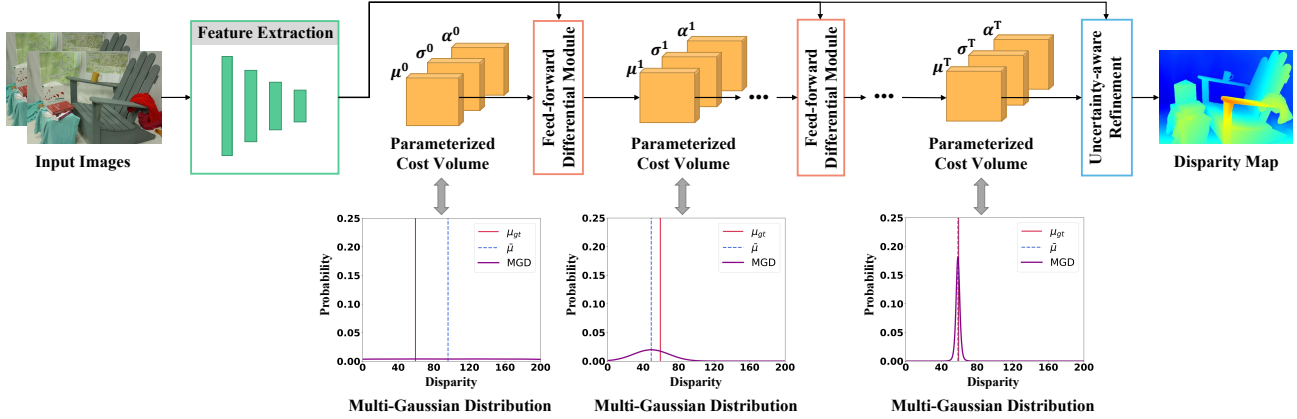 Input Images
Feature Extraction
μ⁰ σ⁰ α⁰
Parameterized
Cost Volume
Feed-forward
Differential Module
μ¹ σ¹ α¹
Parameterized
Cost Volume
•••
Feed-forward
Differential Module
•••
μᵀ σᵀ αᵀ
Parameterized
Cost Volume
Uncertainty-aware
Refinement
Disparity Map
0.25
0.20
0.15
0.10
0.05
0.00
Probability
μgt
μ̄
MGD
0 40 80 120 160 200
Disparity
Multi-Gaussian Distribution
0.25
0.20
0.15
0.10
0.05
0.00
Probability
μgt
μ̄
MGD
0 40 80 120 160 200
Disparity
Multi-Gaussian Distribution
0.25
0.20
0.15
0.10
0.05
0.00
Probability
μgt
μ̄
MGD
0 40 80 120 160 200
Disparity
Multi-Gaussian Distribution